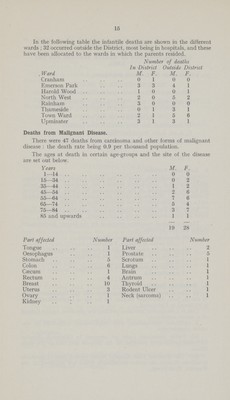 18
In the following table the infantile deaths are shown in the different
wards ; 32 occurred outside the District, most being in hospitals, and these
have been allocated to the wards in which the parents resided.
Number of deaths
In District Outside District
Ward M. F. M. F.
Cranham 0 1 0 0
Emerson Park 3 3 4 1
Harold Wood 1 0 0 1
North West 2 0 5 2
Rainham 3 0 0 0
Thameside 0 1 3 1
Town Ward 2 1 5 6
Upminster 2 1 3 1
Deaths from Malignant Disease.
There were 47 deaths from carcinoma and other forms of malignant
disease : the death rate being 0.9 per thousand population.
The ages at death in certain age-groups and the site of the disease
are set out below.
Years M. F.
1—14 0 0
15—34 0 2
35—44 1 2
45—54 2 6
55—64 7 6
65—74 5 4
75—84 3 7
85 and upwards 1 1
19 28
Part affected Number Part affected Number
Tongue 1 Liver 2
Oesophagus 1 Prostate 3
Stomach 5 Scrotum 1
Colon 6 Lungs 5
Cæcum 1 Brain 1
Rectum 4 Antrum 1
Breast 10 Thyroid 1
Uterus 2 Rodent Ulcer 1
Ovary 1 Neck (sarcoma) 1
Kidney 1